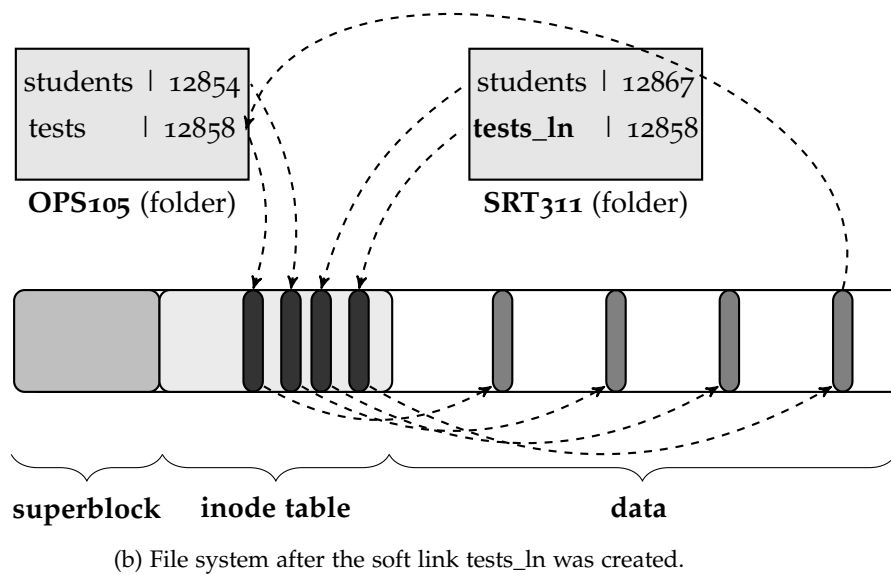 students | 12854
tests | 12858
OPS105 (folder)
students | 12867
tests_ln | 12858
SRT311 (folder)
superblock inode table data
(b) File system after the soft link tests_ln was created.